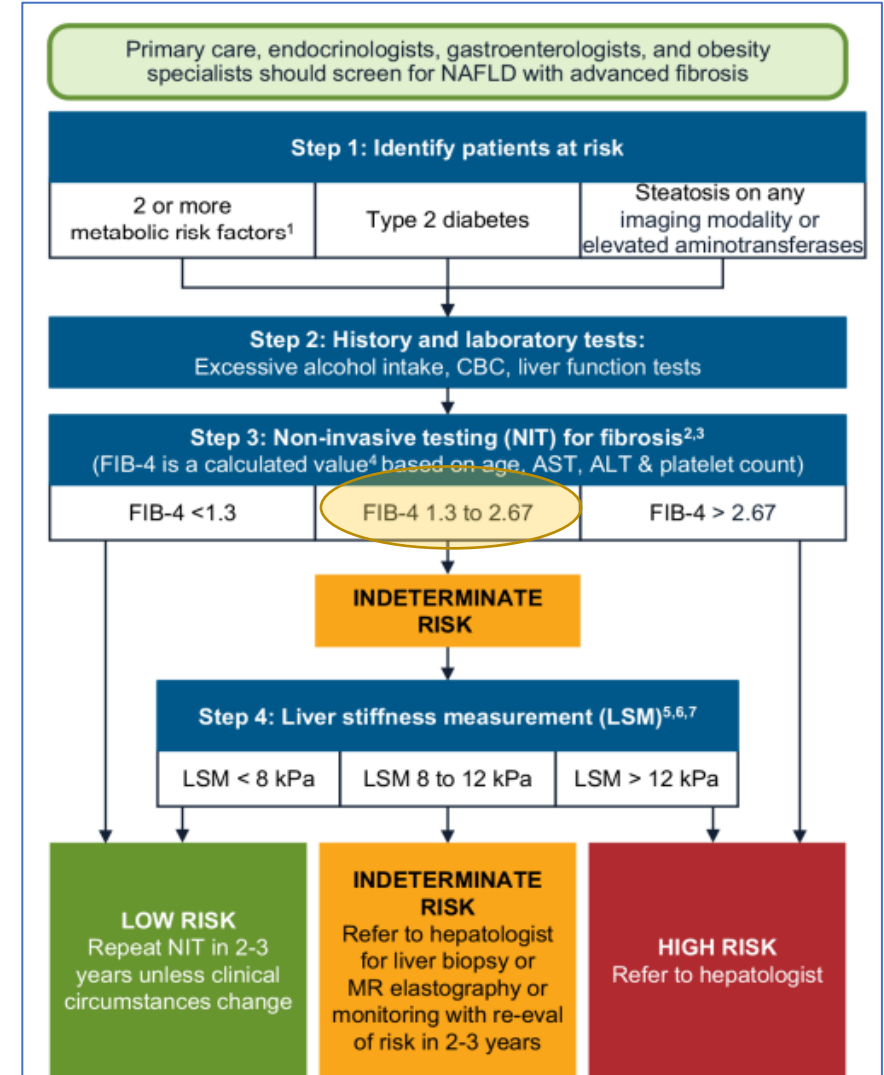 Primary care, endocrinologists, gastroenterologists, and obesity
specialists should screen for NAFLD with advanced fibrosis
Step 1: Identify patients at risk
2 or more
metabolic risk factors¹
Type 2 diabetes
Steatosis on any
imaging modality or
elevated aminotransferases
Step 2: History and laboratory tests:
Excessive alcohol intake, CBC, liver function tests
Step 3: Non-invasive testing (NIT) for fibrosis²,³
(FIB-4 is a calculated value⁴ based on age, AST, ALT & platelet count)
FIB-4 <1.3
FIB-4 1.3 to 2.67
FIB-4 > 2.67
INDETERMINATE
RISK
Step 4: Liver stiffness measurement (LSM)⁵,⁶,⁷
LSM < 8 kPa
LSM 8 to 12 kPa
LSM > 12 kPa
LOW RISK
Repeat NIT in 2-3
years unless clinical
circumstances change
INDETERMINATE
RISK
Refer to hepatologist
for liver biopsy or
MR elastography or
monitoring with re-eval
of risk in 2-3 years
HIGH RISK
Refer to hepatologist